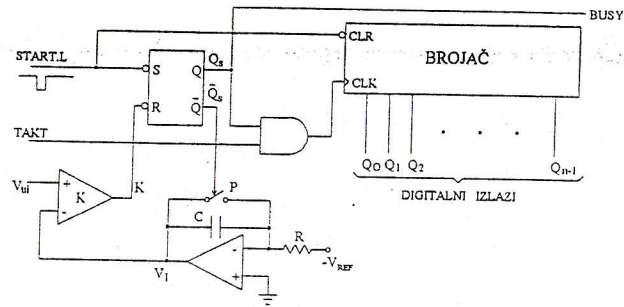 BUSY
START.L
S
Q
Qs
CLR
BROJAČ
R
Q̄
Q̄s
CLK
TAKT
Q0 Q1 Q2 . . . Qn-1
DIGITALNI IZLAZI
Vui
+
-
K
K
P
C
R
-VREF
VI
-
+